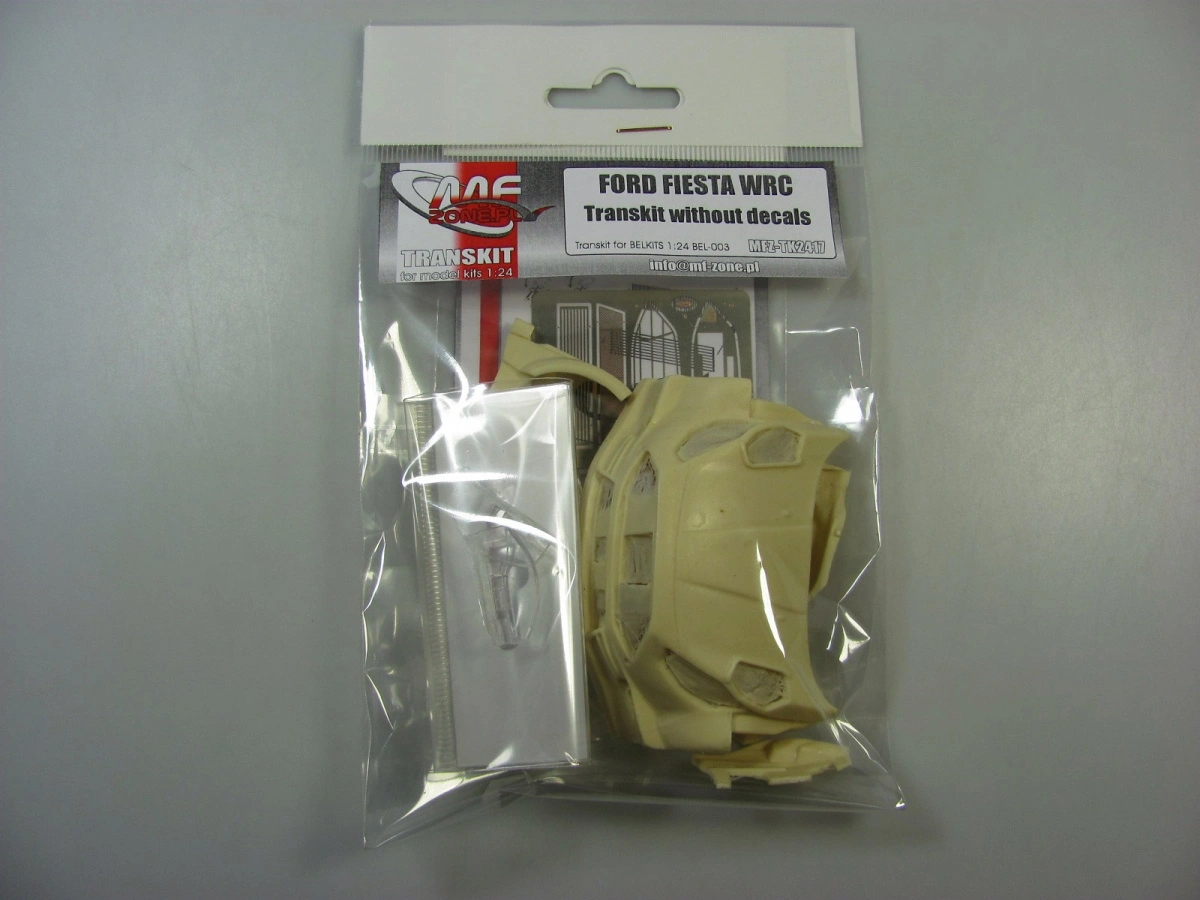 MF
ZONE.PL
TRANSKIT
for model kits 1:24
FORD FIESTA WRC
Transkit without decals
Transkit for BELKITS 1:24 BEL-003 MFZ-TK2417
info@mf-zone.pl